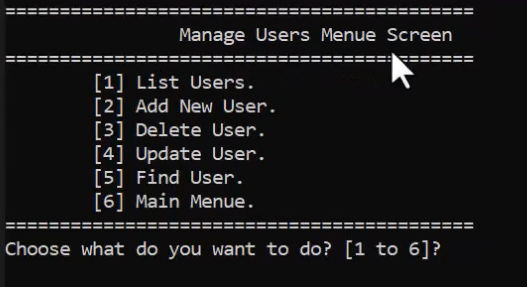 ===========================================
Manage Users Menue Screen
===========================================
[1] List Users.
[2] Add New User.
[3] Delete User.
[4] Update User.
[5] Find User.
[6] Main Menue.
===========================================
Choose what do you want to do? [1 to 6]?